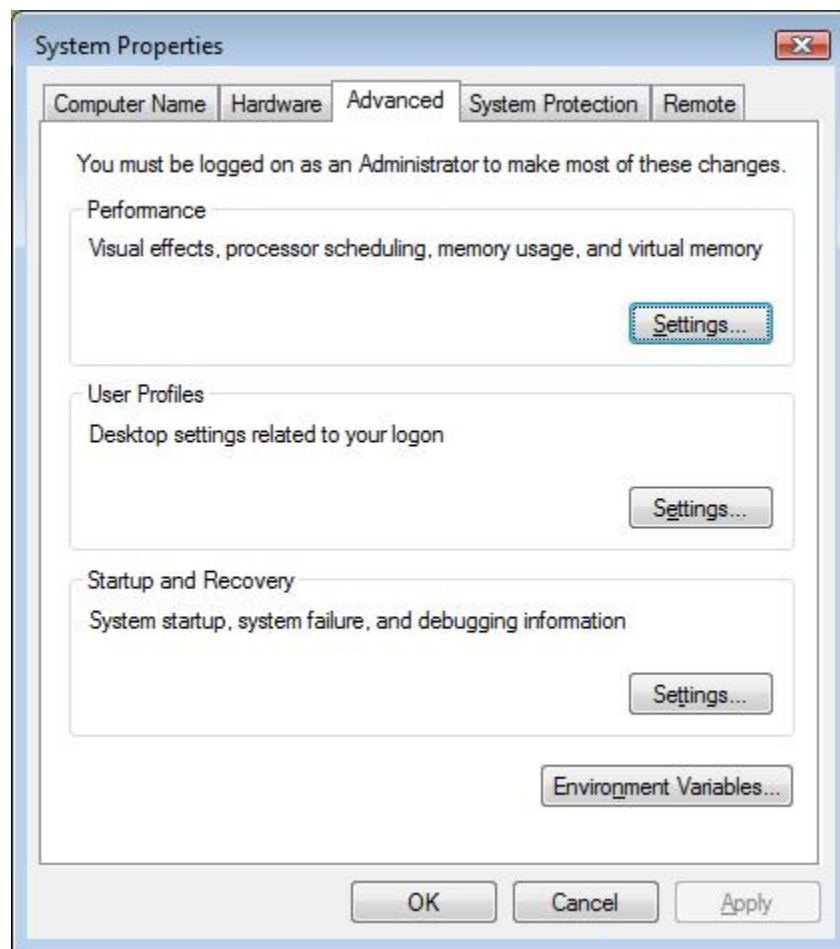 System Properties
Computer Name
Hardware
Advanced
System Protection
Remote
You must be logged on as an Administrator to make most of these changes.
Performance
Visual effects, processor scheduling, memory usage, and virtual memory
Settings...
User Profiles
Desktop settings related to your logon
Settings...
Startup and Recovery
System startup, system failure, and debugging information
Settings...
Environment Variables...
OK
Cancel
Apply